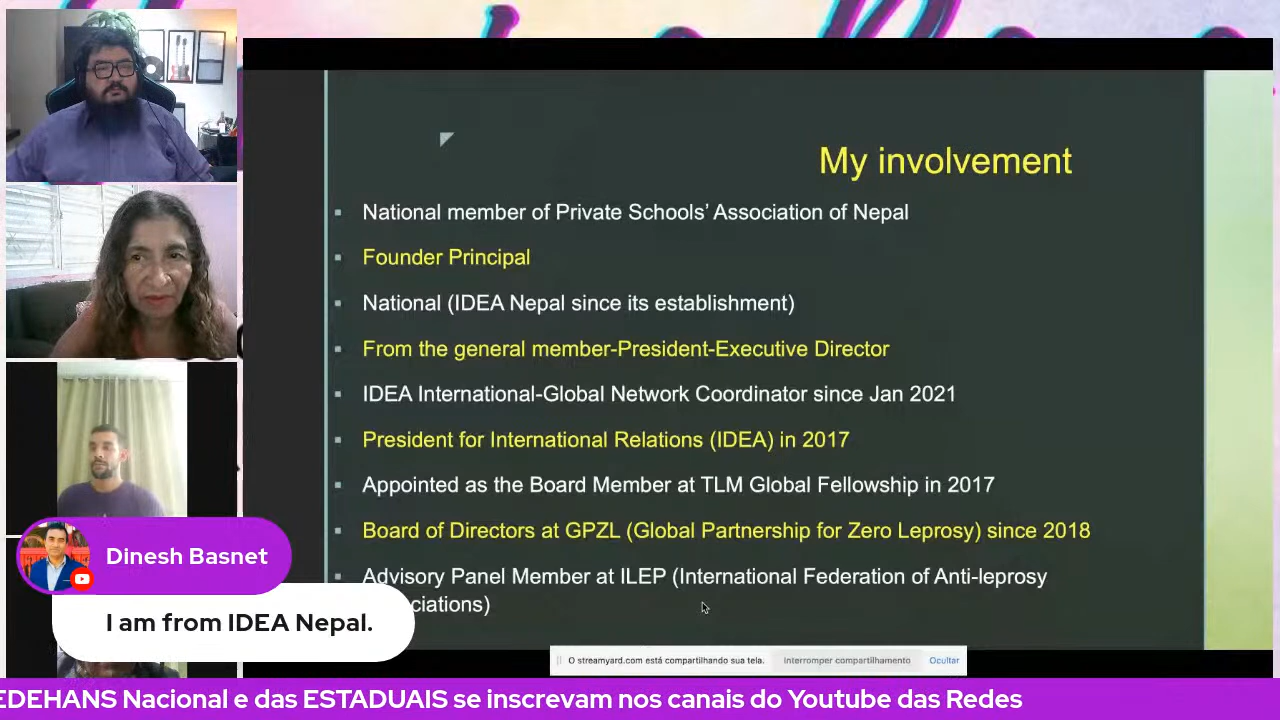 My involvement
National member of Private Schools’ Association of Nepal
Founder Principal
National (IDEA Nepal since its establishment)
From the general member-President-Executive Director
IDEA International-Global Network Coordinator since Jan 2021
President for International Relations (IDEA) in 2017
Appointed as the Board Member at TLM Global Fellowship in 2017
Board of Directors at GPZL (Global Partnership for Zero Leprosy) since 2018
Advisory Panel Member at ILEP (International Federation of Anti-leprosy
ciations)
Dinesh Basnet
I am from IDEA Nepal.
O streamyard.com está compartilhando sua tela. Interromper compartilhamento Ocultar
EDEHANS Nacional e das ESTADUAIS se inscrevam nos canais do Youtube das Redes